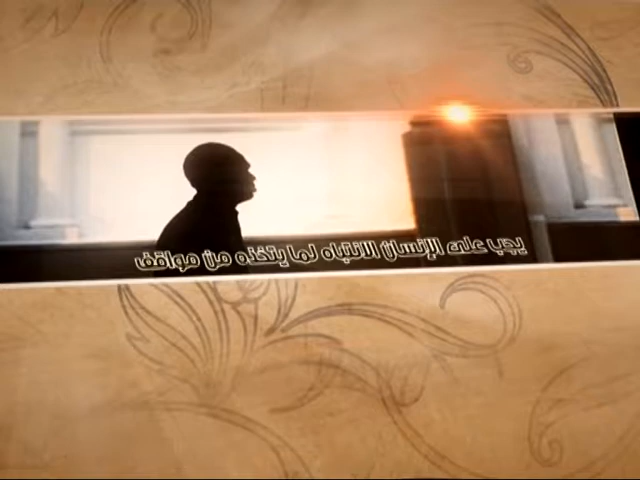 يجب على الإنسان الانتباه لما يتخذه من مواقف